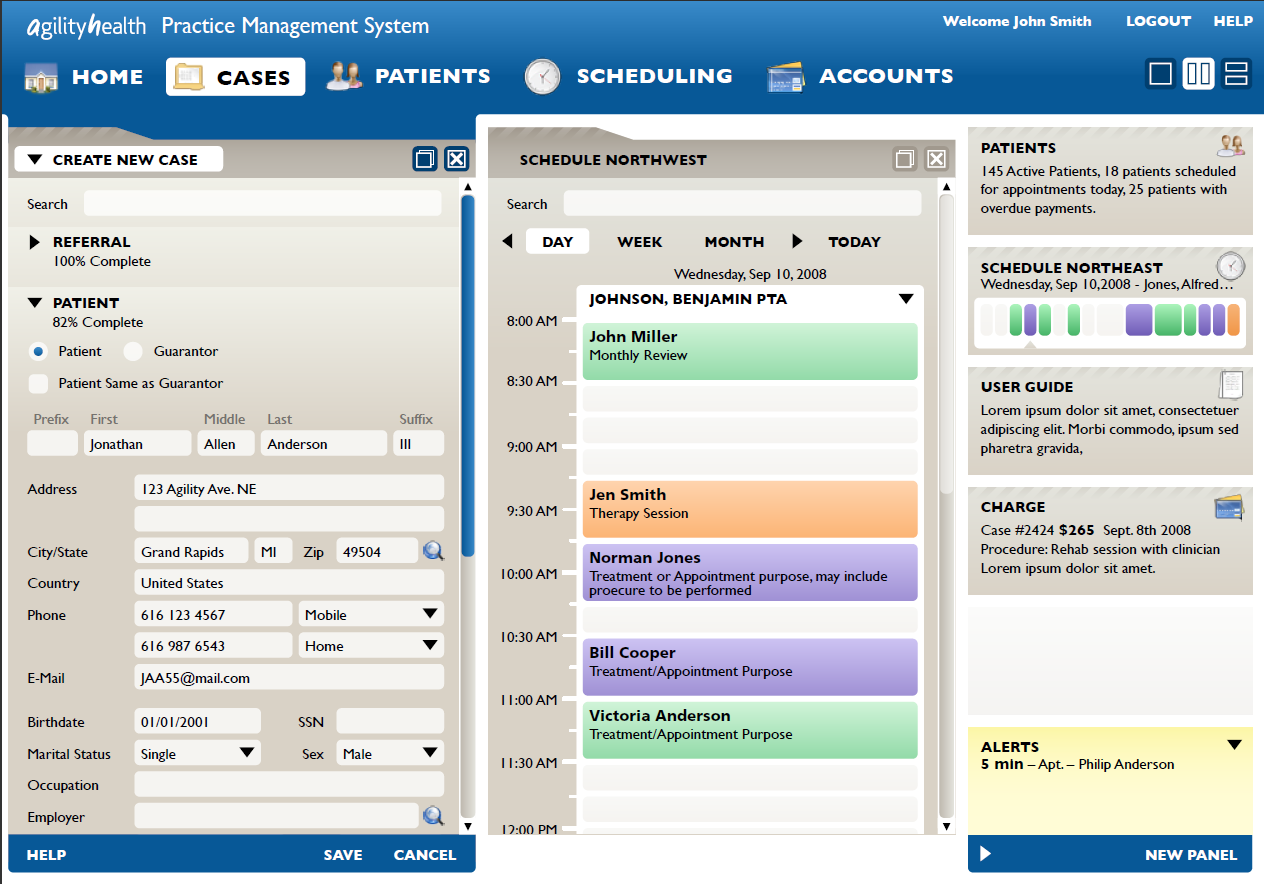 agilityhealth Practice Management System
Welcome John Smith LOGOUT HELP
HOME CASES PATIENTS SCHEDULING ACCOUNTS
CREATE NEW CASE
Search
REFERRAL
100% Complete
PATIENT
82% Complete
Patient Guarantor
Patient Same as Guarantor
Prefix First Middle Last Suffix
Jonathan Allen Anderson III
Address 123 Agility Ave. NE
City/State Grand Rapids MI Zip 49504
Country United States
Phone 616 123 4567 Mobile
616 987 6543 Home
E-Mail JAA55@mail.com
Birthdate 01/01/2001 SSN
Marital Status Single Sex Male
Occupation
Employer
HELP SAVE CANCEL
SCHEDULE NORTHWEST
Search
DAY WEEK MONTH TODAY
Wednesday, Sep 10, 2008
JOHNSON, BENJAMIN PTA
8:00 AM
John Miller
Monthly Review
8:30 AM
9:00 AM
Jen Smith
9:30 AM Therapy Session
Norman Jones
10:00 AM Treatment or Appointment purpose, may include
proecure to be performed
10:30 AM
Bill Cooper
Treatment/Appointment Purpose
11:00 AM
Victoria Anderson
Treatment/Appointment Purpose
11:30 AM
12:00 PM
PATIENTS
145 Active Patients, 18 patients scheduled
for appointments today, 25 patients with
overdue payments.
SCHEDULE NORTHEAST
Wednesday, Sep 10,2008 - Jones, Alfred...
USER GUIDE
Lorem ipsum dolor sit amet, consectetuer
adipiscing elit. Morbi commodo, ipsum sed
pharetra gravida,
CHARGE
Case #2424 $265 Sept. 8th 2008
Procedure: Rehab session with clinician
Lorem ipsum dolor sit amet.
ALERTS
5 min – Apt. – Philip Anderson
NEW PANEL